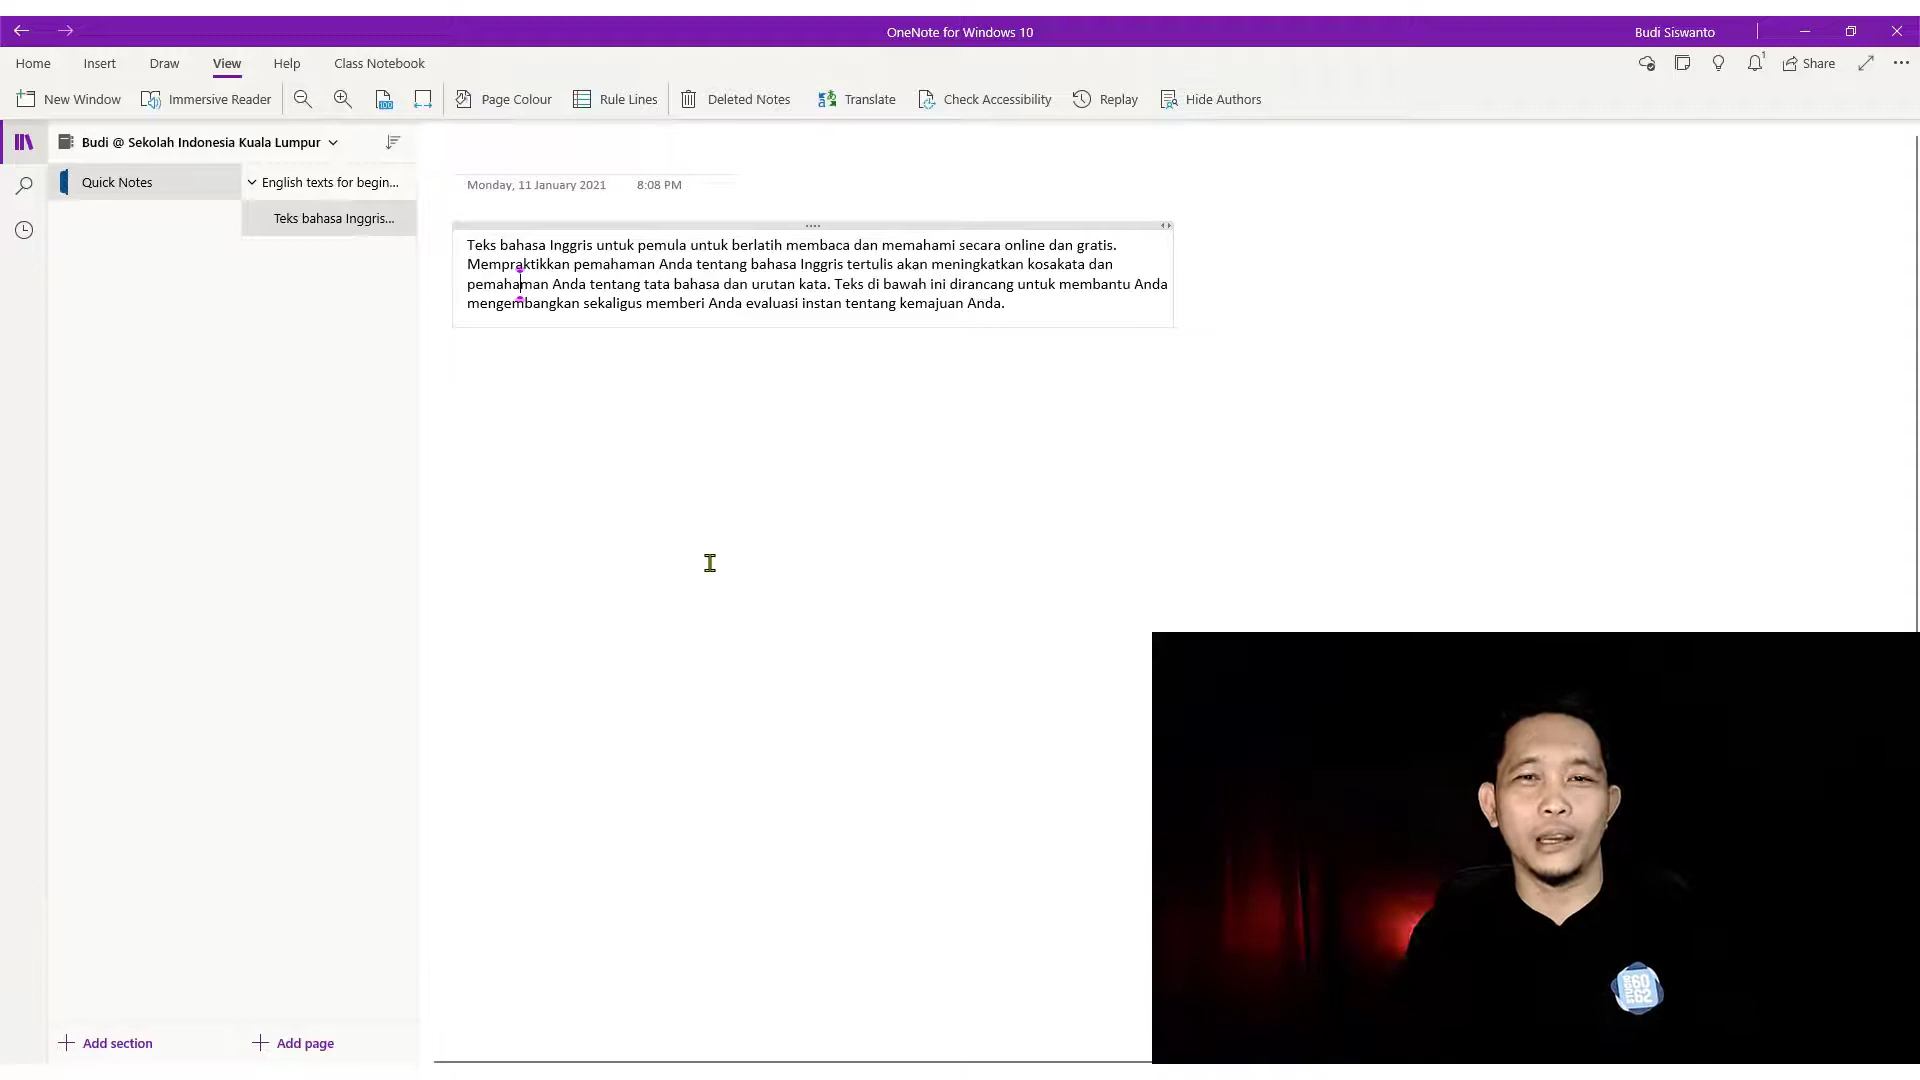 OneNote for Windows 10
Budi Siswanto
Home Insert Draw View Help Class Notebook
1
Share
New Window Immersive Reader 100 Page Colour Rule Lines Deleted Notes Translate Check Accessibility Replay Hide Authors
Budi @ Sekolah Indonesia Kuala Lumpur
Quick Notes
English texts for begin...
Teks bahasa Inggris...
Monday, 11 January 2021 8:08 PM
Teks bahasa Inggris untuk pemula untuk berlatih membaca dan memahami secara online dan gratis.
Mempraktikkan pemahaman Anda tentang bahasa Inggris tertulis akan meningkatkan kosakata dan
pemahaman Anda tentang tata bahasa dan urutan kata. Teks di bawah ini dirancang untuk membantu Anda
mengembangkan sekaligus memberi Anda evaluasi instan tentang kemajuan Anda.
Add section
Add page
60
62